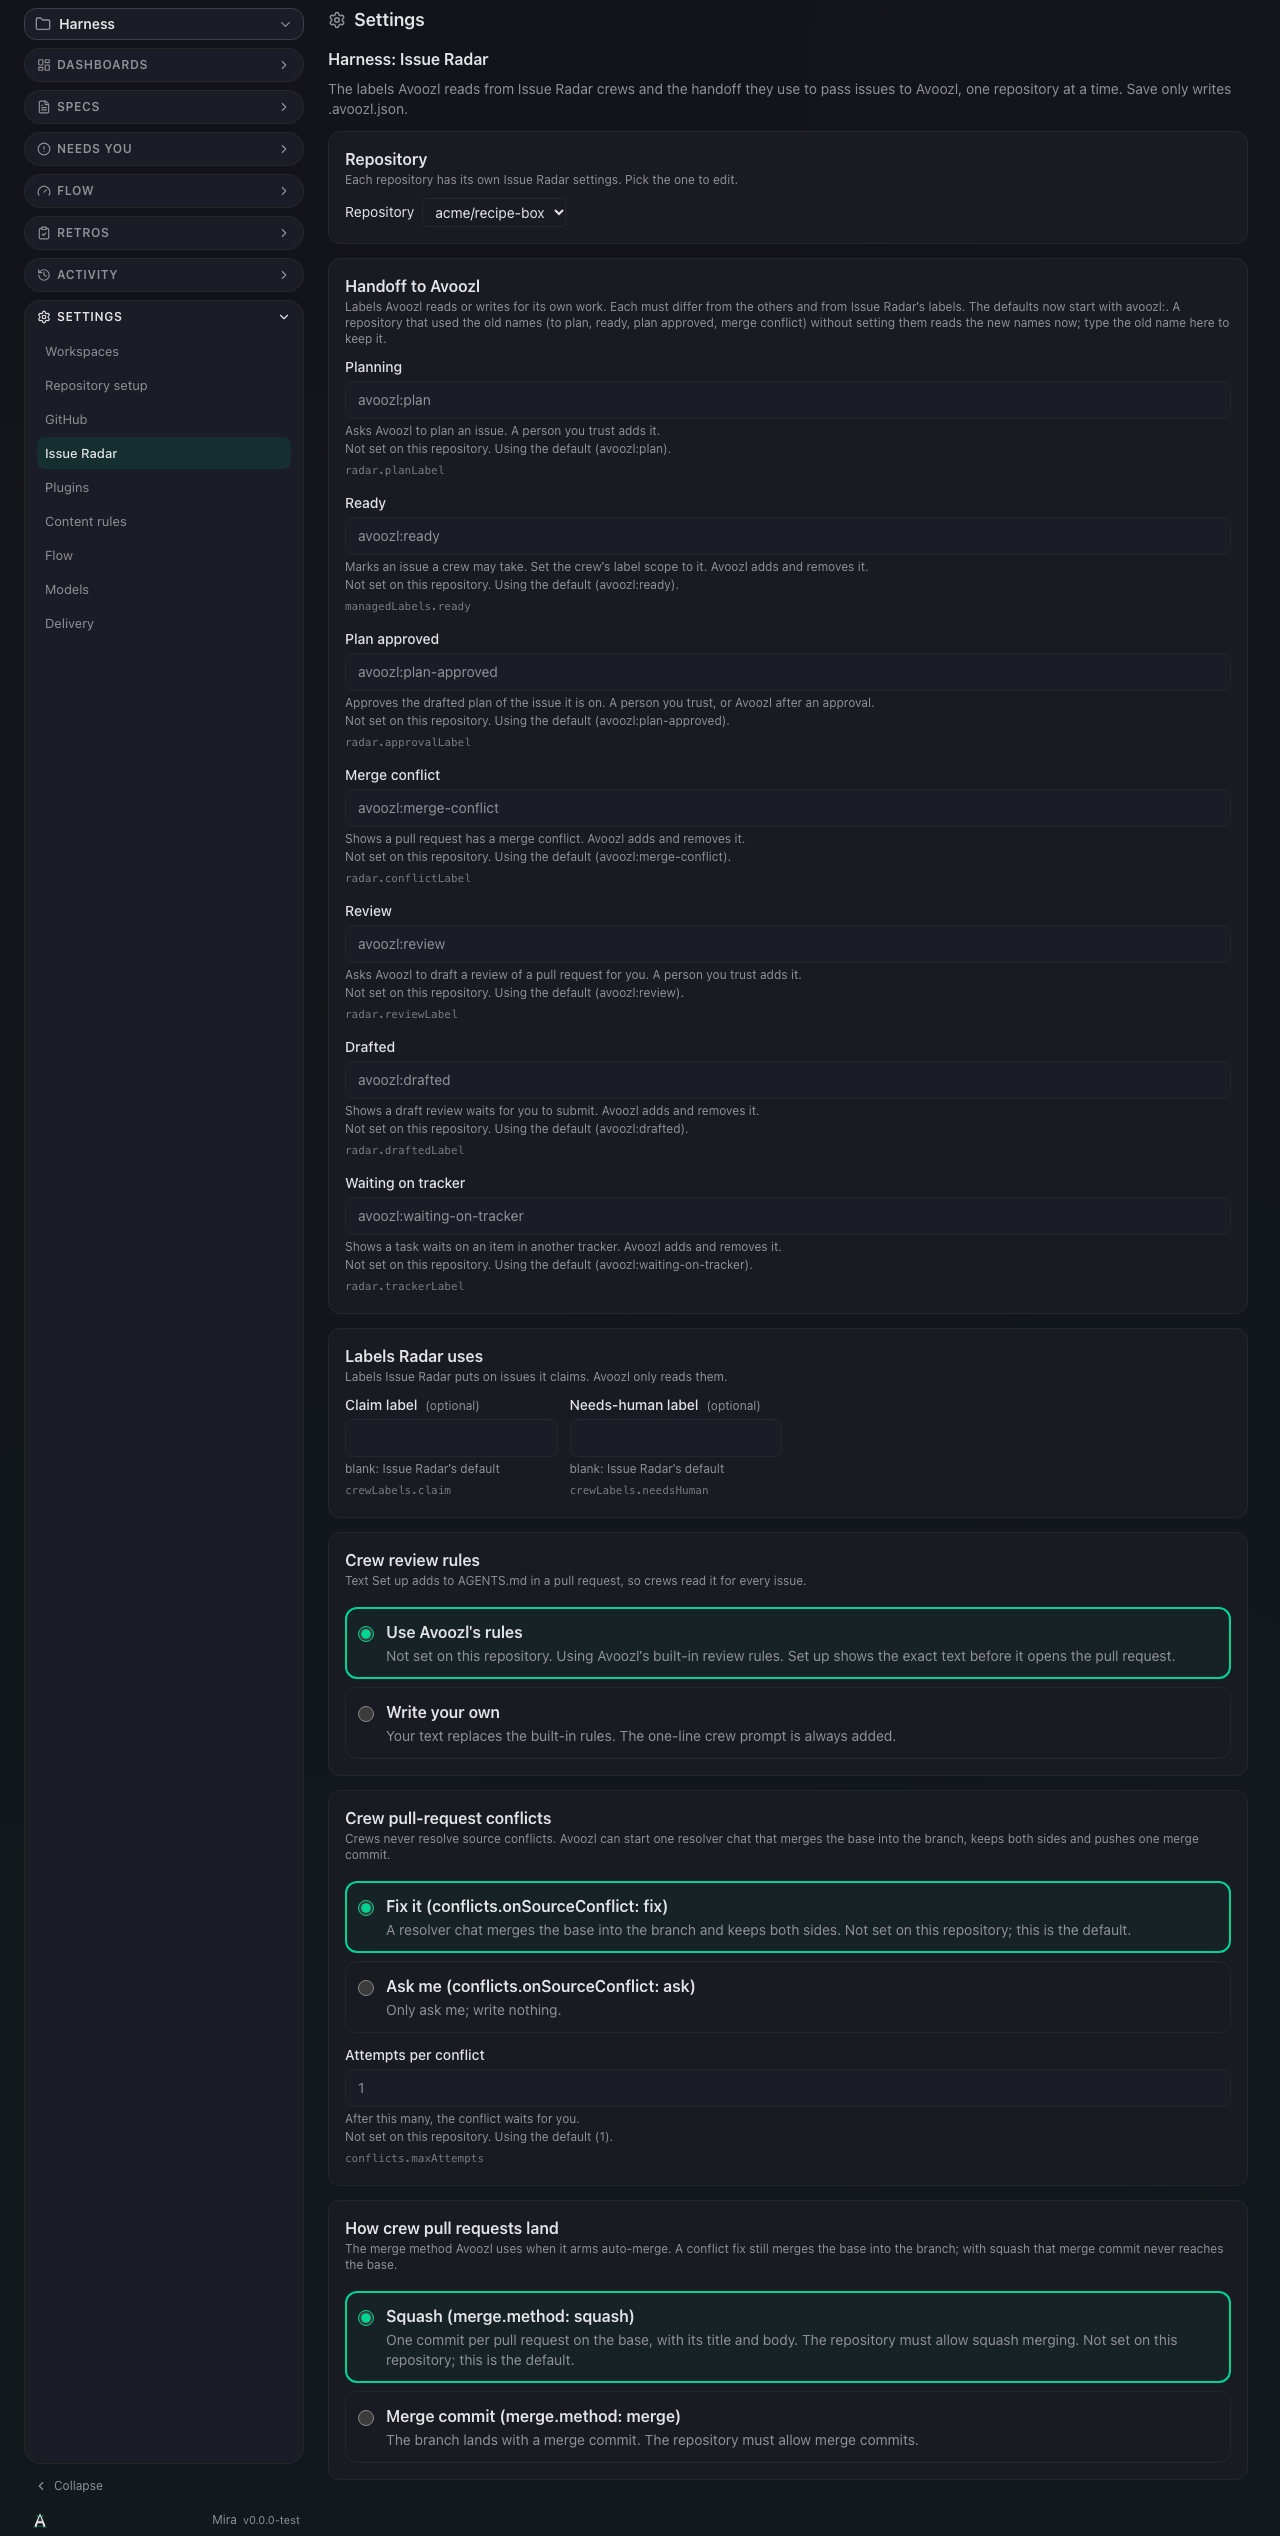 Harness
DASHBOARDS
SPECS
NEEDS YOU
FLOW
RETROS
ACTIVITY
SETTINGS
Workspaces
Repository setup
GitHub
Issue Radar
Plugins
Content rules
Flow
Models
Delivery
Collapse
A
Mira v0.0.0-test
Settings
Harness: Issue Radar
The labels Avoozl reads from Issue Radar crews and the handoff they use to pass issues to Avoozl, one repository at a time. Save only writes
.avoozl.json.
Repository
Each repository has its own Issue Radar settings. Pick the one to edit.
Repository acme/recipe-box
Handoff to Avoozl
Labels Avoozl reads or writes for its own work. Each must differ from the others and from Issue Radar's labels. The defaults now start with avoozl:. A
repository that used the old names (to plan, ready, plan approved, merge conflict) without setting them reads the new names now; type the old name here to
keep it.
Planning
avoozl:plan
Asks Avoozl to plan an issue. A person you trust adds it.
Not set on this repository. Using the default (avoozl:plan).
radar.planLabel
Ready
avoozl:ready
Marks an issue a crew may take. Set the crew's label scope to it. Avoozl adds and removes it.
Not set on this repository. Using the default (avoozl:ready).
managedLabels.ready
Plan approved
avoozl:plan-approved
Approves the drafted plan of the issue it is on. A person you trust, or Avoozl after an approval.
Not set on this repository. Using the default (avoozl:plan-approved).
radar.approvalLabel
Merge conflict
avoozl:merge-conflict
Shows a pull request has a merge conflict. Avoozl adds and removes it.
Not set on this repository. Using the default (avoozl:merge-conflict).
radar.conflictLabel
Review
avoozl:review
Asks Avoozl to draft a review of a pull request for you. A person you trust adds it.
Not set on this repository. Using the default (avoozl:review).
radar.reviewLabel
Drafted
avoozl:drafted
Shows a draft review waits for you to submit. Avoozl adds and removes it.
Not set on this repository. Using the default (avoozl:drafted).
radar.draftedLabel
Waiting on tracker
avoozl:waiting-on-tracker
Shows a task waits on an item in another tracker. Avoozl adds and removes it.
Not set on this repository. Using the default (avoozl:waiting-on-tracker).
radar.trackerLabel
Labels Radar uses
Labels Issue Radar puts on issues it claims. Avoozl only reads them.
Claim label (optional) Needs-human label (optional)
blank: Issue Radar's default blank: Issue Radar's default
crewLabels.claim crewLabels.needsHuman
Crew review rules
Text Set up adds to AGENTS.md in a pull request, so crews read it for every issue.
Use Avoozl's rules
Not set on this repository. Using Avoozl's built-in review rules. Set up shows the exact text before it opens the pull request.
Write your own
Your text replaces the built-in rules. The one-line crew prompt is always added.
Crew pull-request conflicts
Crews never resolve source conflicts. Avoozl can start one resolver chat that merges the base into the branch, keeps both sides and pushes one merge
commit.
Fix it (conflicts.onSourceConflict: fix)
A resolver chat merges the base into the branch and keeps both sides. Not set on this repository; this is the default.
Ask me (conflicts.onSourceConflict: ask)
Only ask me; write nothing.
Attempts per conflict
1
After this many, the conflict waits for you.
Not set on this repository. Using the default (1).
conflicts.maxAttempts
How crew pull requests land
The merge method Avoozl uses when it arms auto-merge. A conflict fix still merges the base into the branch; with squash that merge commit never reaches
the base.
Squash (merge.method: squash)
One commit per pull request on the base, with its title and body. The repository must allow squash merging. Not set on this
repository; this is the default.
Merge commit (merge.method: merge)
The branch lands with a merge commit. The repository must allow merge commits.